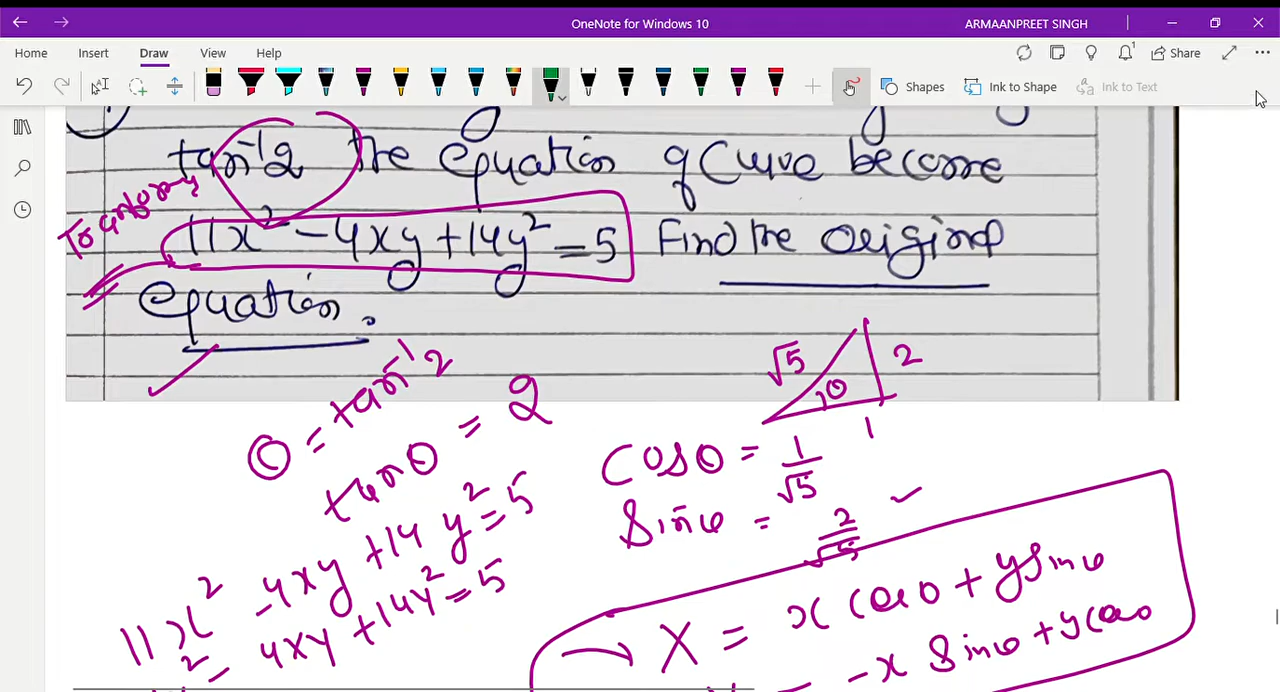 OneNote for Windows 10
ARMAANPREET SINGH
Home Insert Draw View Help
Share
Shapes
Ink to Shape
Ink to Text
tan⁻¹2 the equation of Curve become
Transform
11x² - 4xy + 14y² = 5 Find the original
equation.
θ = tan⁻¹2
tanθ = 2
√5 θ 2
1
Cosθ = 1/√5
Sinθ = 2/√5
11x² - 4xy + 14y² = 5
4xy + 14y² = 5
X = x cosθ + y sinθ
= -x Sinθ + y cosθ